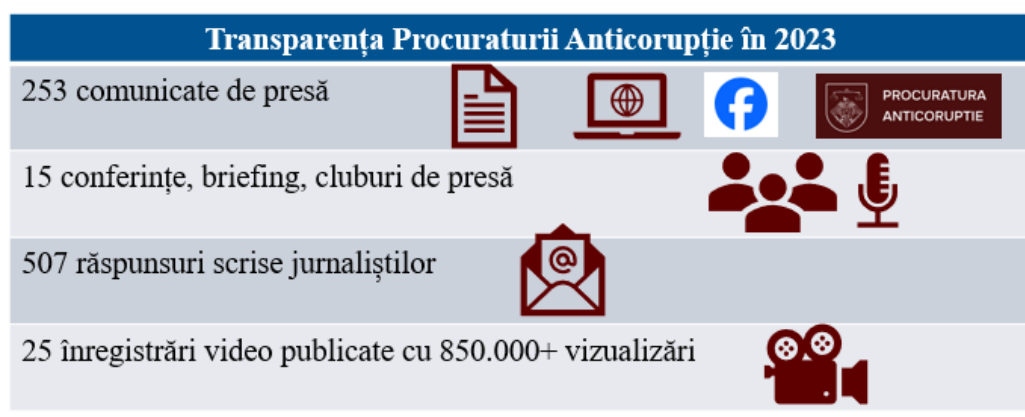 Transparența Procuraturii Anticorupție în 2023
253 comunicate de presă
PROCURATURA
ANTICORUPTIE
15 conferințe, briefing, cluburi de presă
507 răspunsuri scrise jurnaliștilor
25 înregistrări video publicate cu 850.000+ vizualizări